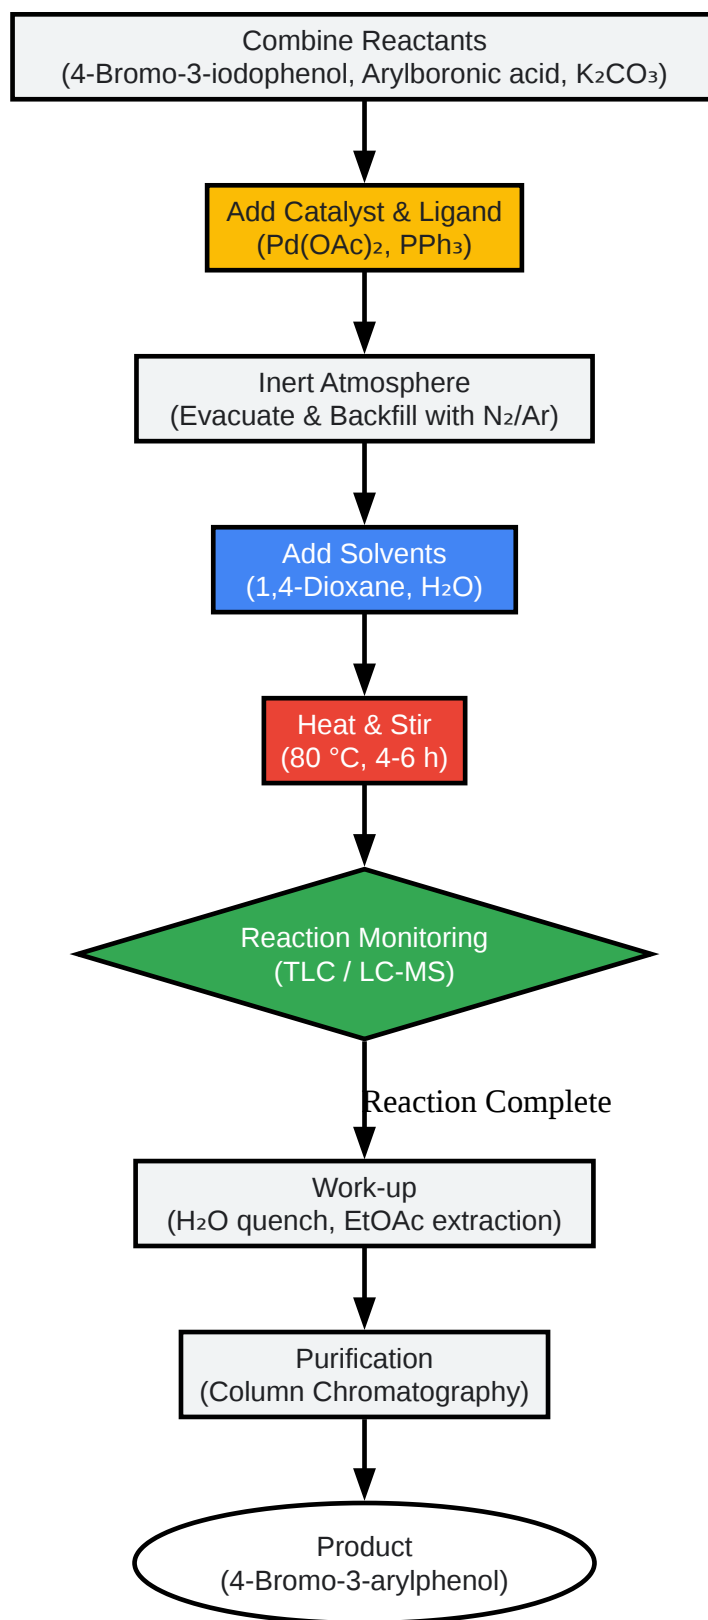 Combine Reactants
(4-Bromo-3-iodophenol, Arylboronic acid, K₂CO₃)
Add Catalyst & Ligand
(Pd(OAc)₂, PPh₃)
Inert Atmosphere
(Evacuate & Backfill with N₂/Ar)
Add Solvents
(1,4-Dioxane, H₂O)
Heat & Stir
(80 °C, 4-6 h)
Reaction Monitoring
(TLC / LC-MS)
Reaction Complete
Work-up
(H₂O quench, EtOAc extraction)
Purification
(Column Chromatography)
Product
(4-Bromo-3-arylphenol)